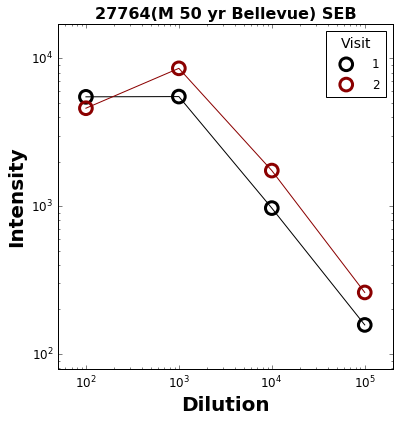 27764(M 50 yr Bellevue) SEB
Visit
1
2
Intensity
10⁴
10³
10²
10² 10³ 10⁴ 10⁵
Dilution